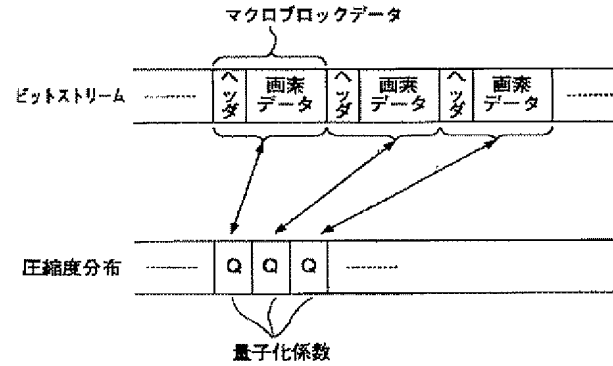 マクロブロックデータ
ビットストリーム
ヘッダ
画素
データ
ヘッダ
画素
データ
ヘッダ
画素
データ
圧縮度分布
Q Q Q
量子化係数